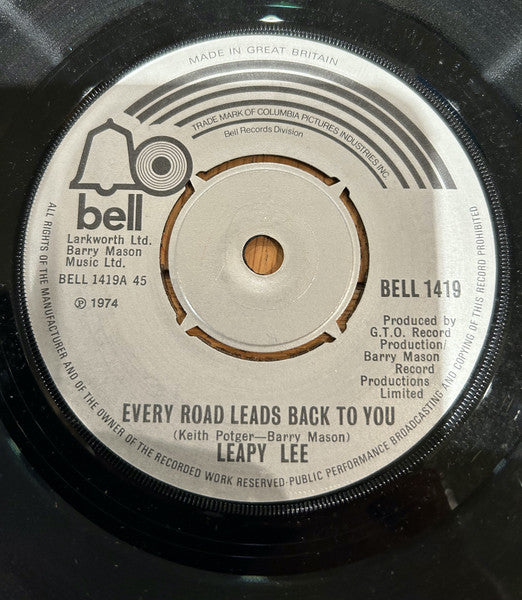 MADE IN GREAT BRITAIN
TRADE MARK OF COLUMBIA PICTURES INDUSTRIES INC.
Bell Records Division
bell
Larkworth Ltd.
Barry Mason
Music Ltd.
BELL 1419A 45
Ⓟ 1974
BELL 1419
Produced by
G.T.O. Record
Production/
Barry Mason
Record
Productions
Limited
EVERY ROAD LEADS BACK TO YOU
(Keith Potger—Barry Mason)
LEAPY LEE
ALL RIGHTS OF THE MANUFACTURER AND OF THE OWNER OF THE RECORDED WORK RESERVED·PUBLIC PERFORMANCE BROADCASTING AND COPYING OF THIS RECORD PROHIBITED